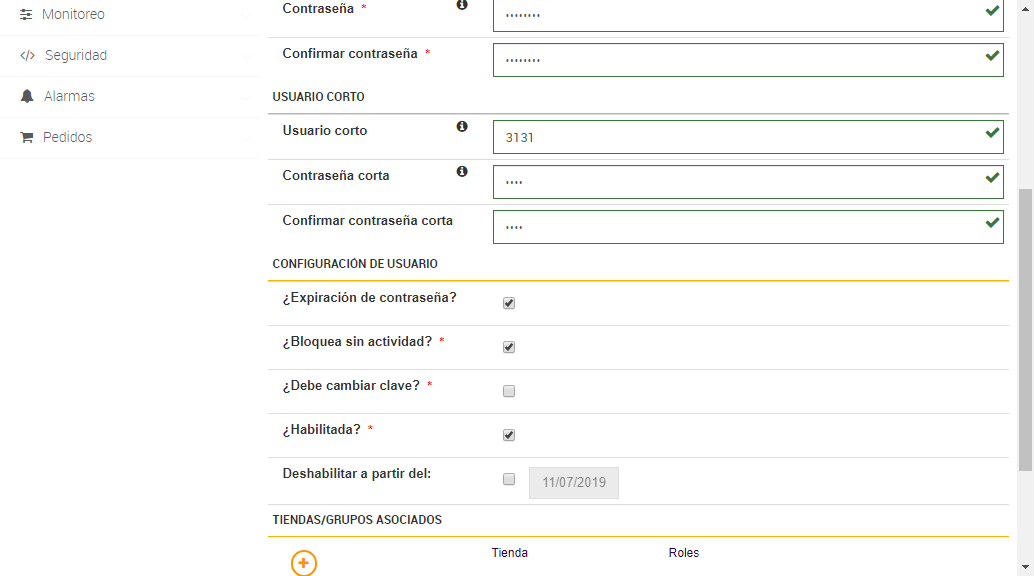 Monitoreo
Seguridad
Alarmas
Pedidos
Contraseña *
Confirmar contraseña *
USUARIO CORTO
Usuario corto
3131
Contraseña corta
Confirmar contraseña corta
CONFIGURACIÓN DE USUARIO
¿Expiración de contraseña?
¿Bloquea sin actividad? *
¿Debe cambiar clave? *
¿Habilitada? *
Deshabilitar a partir del:
11/07/2019
TIENDAS/GRUPOS ASOCIADOS
Tienda Roles